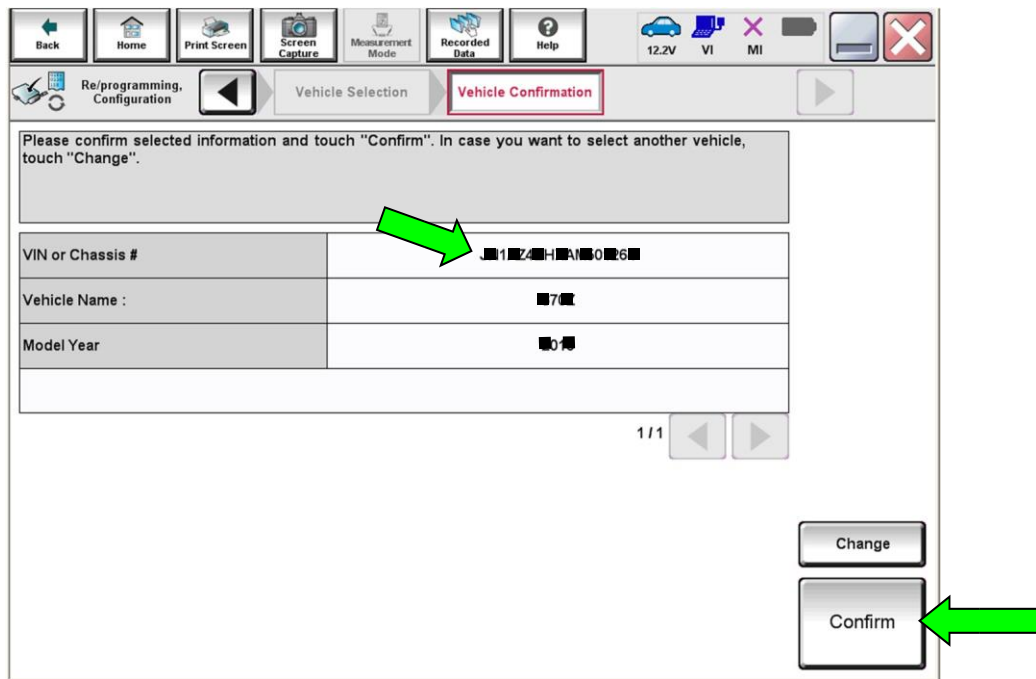 Back
Home
Print Screen
Screen Capture
Measurement Mode
Recorded Data
Help
12.2V
VI
MI
Re/programming, Configuration
Vehicle Selection
Vehicle Confirmation
Please confirm selected information and touch "Confirm". In case you want to select another vehicle,
touch "Change".
VIN or Chassis #
Vehicle Name :
Model Year
1/1
Change
Confirm